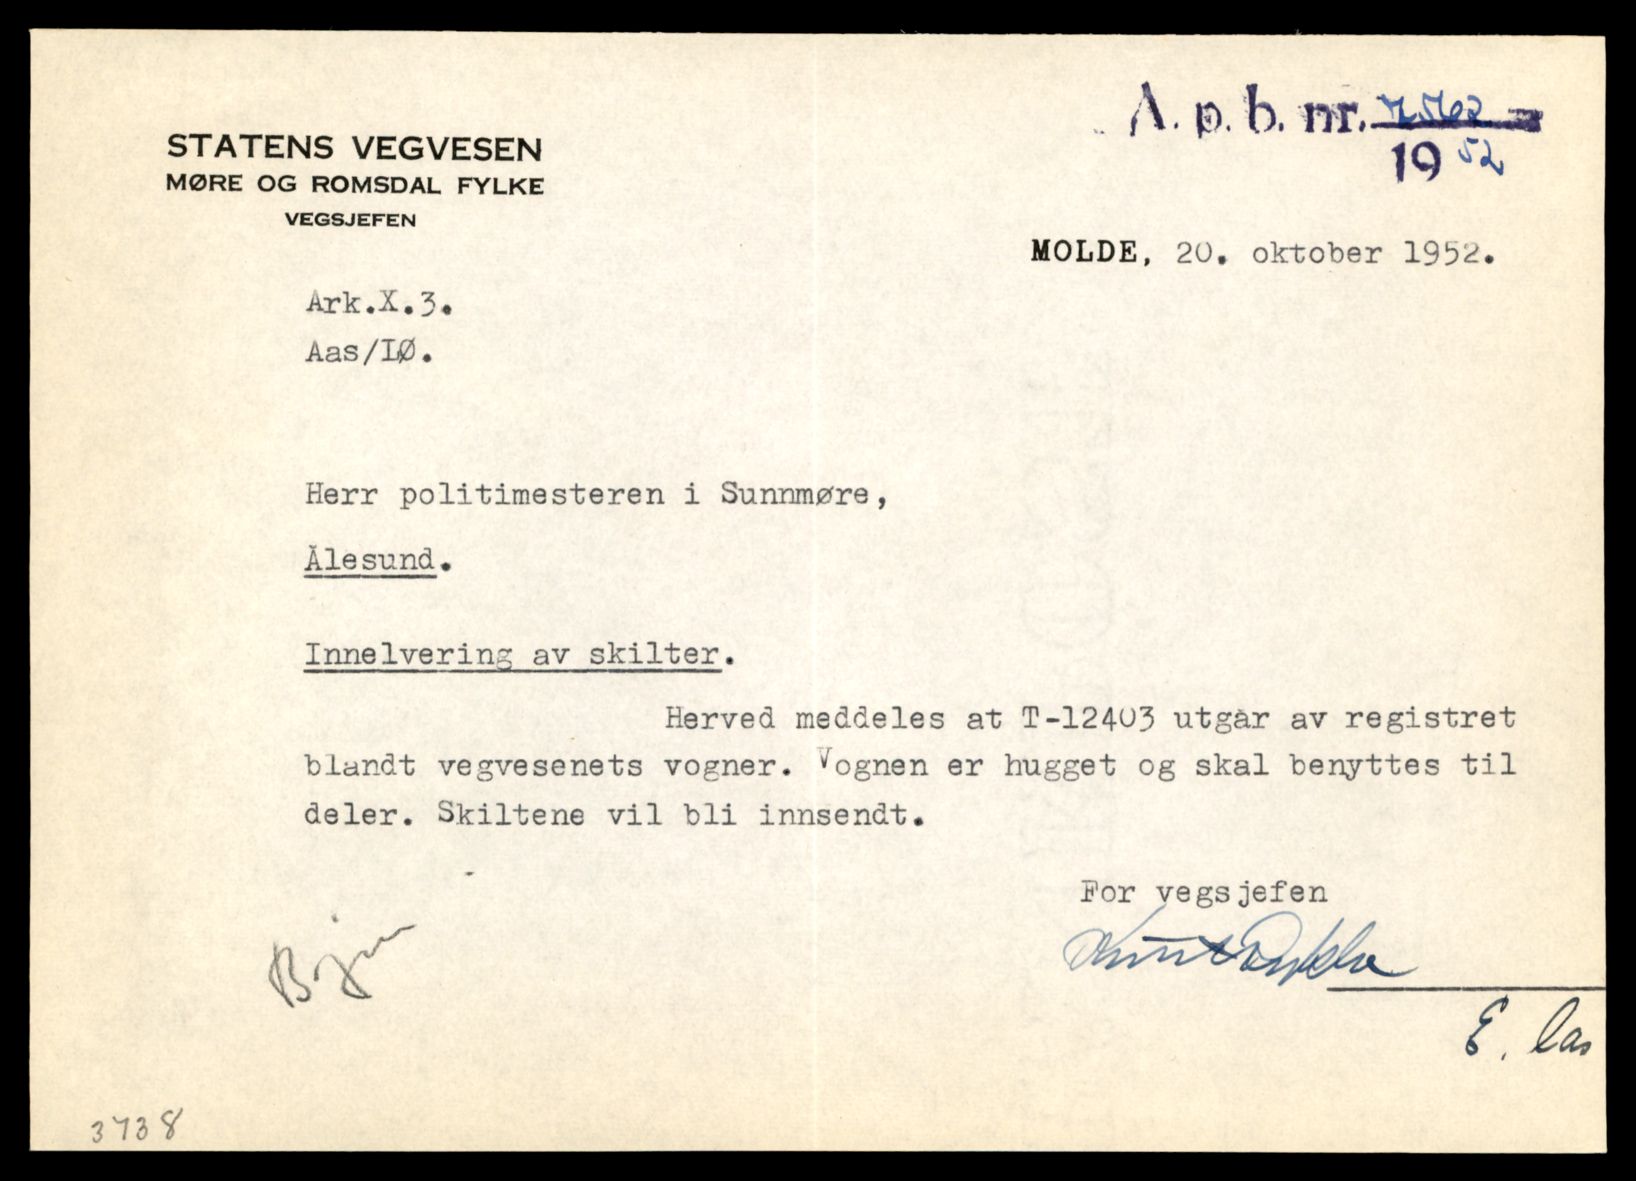 A. p. b. nr. 7563
19 52
STATENS VEGVESEN
MØRE OG ROMSDAL FYLKE
VEGSJEFEN
MOLDE, 20. oktober 1952.
Ark.X.3.
Aas/LØ.
Herr politimesteren i Sunnmøre,
Ålesund.
Innelvering av skilter.
Herved meddeles at T-12403 utgår av registret
blandt vegvesenets vogner. Vognen er hugget og skal benyttes til
deler. Skiltene vil bli innsendt.
For vegsjefen
E.
3738